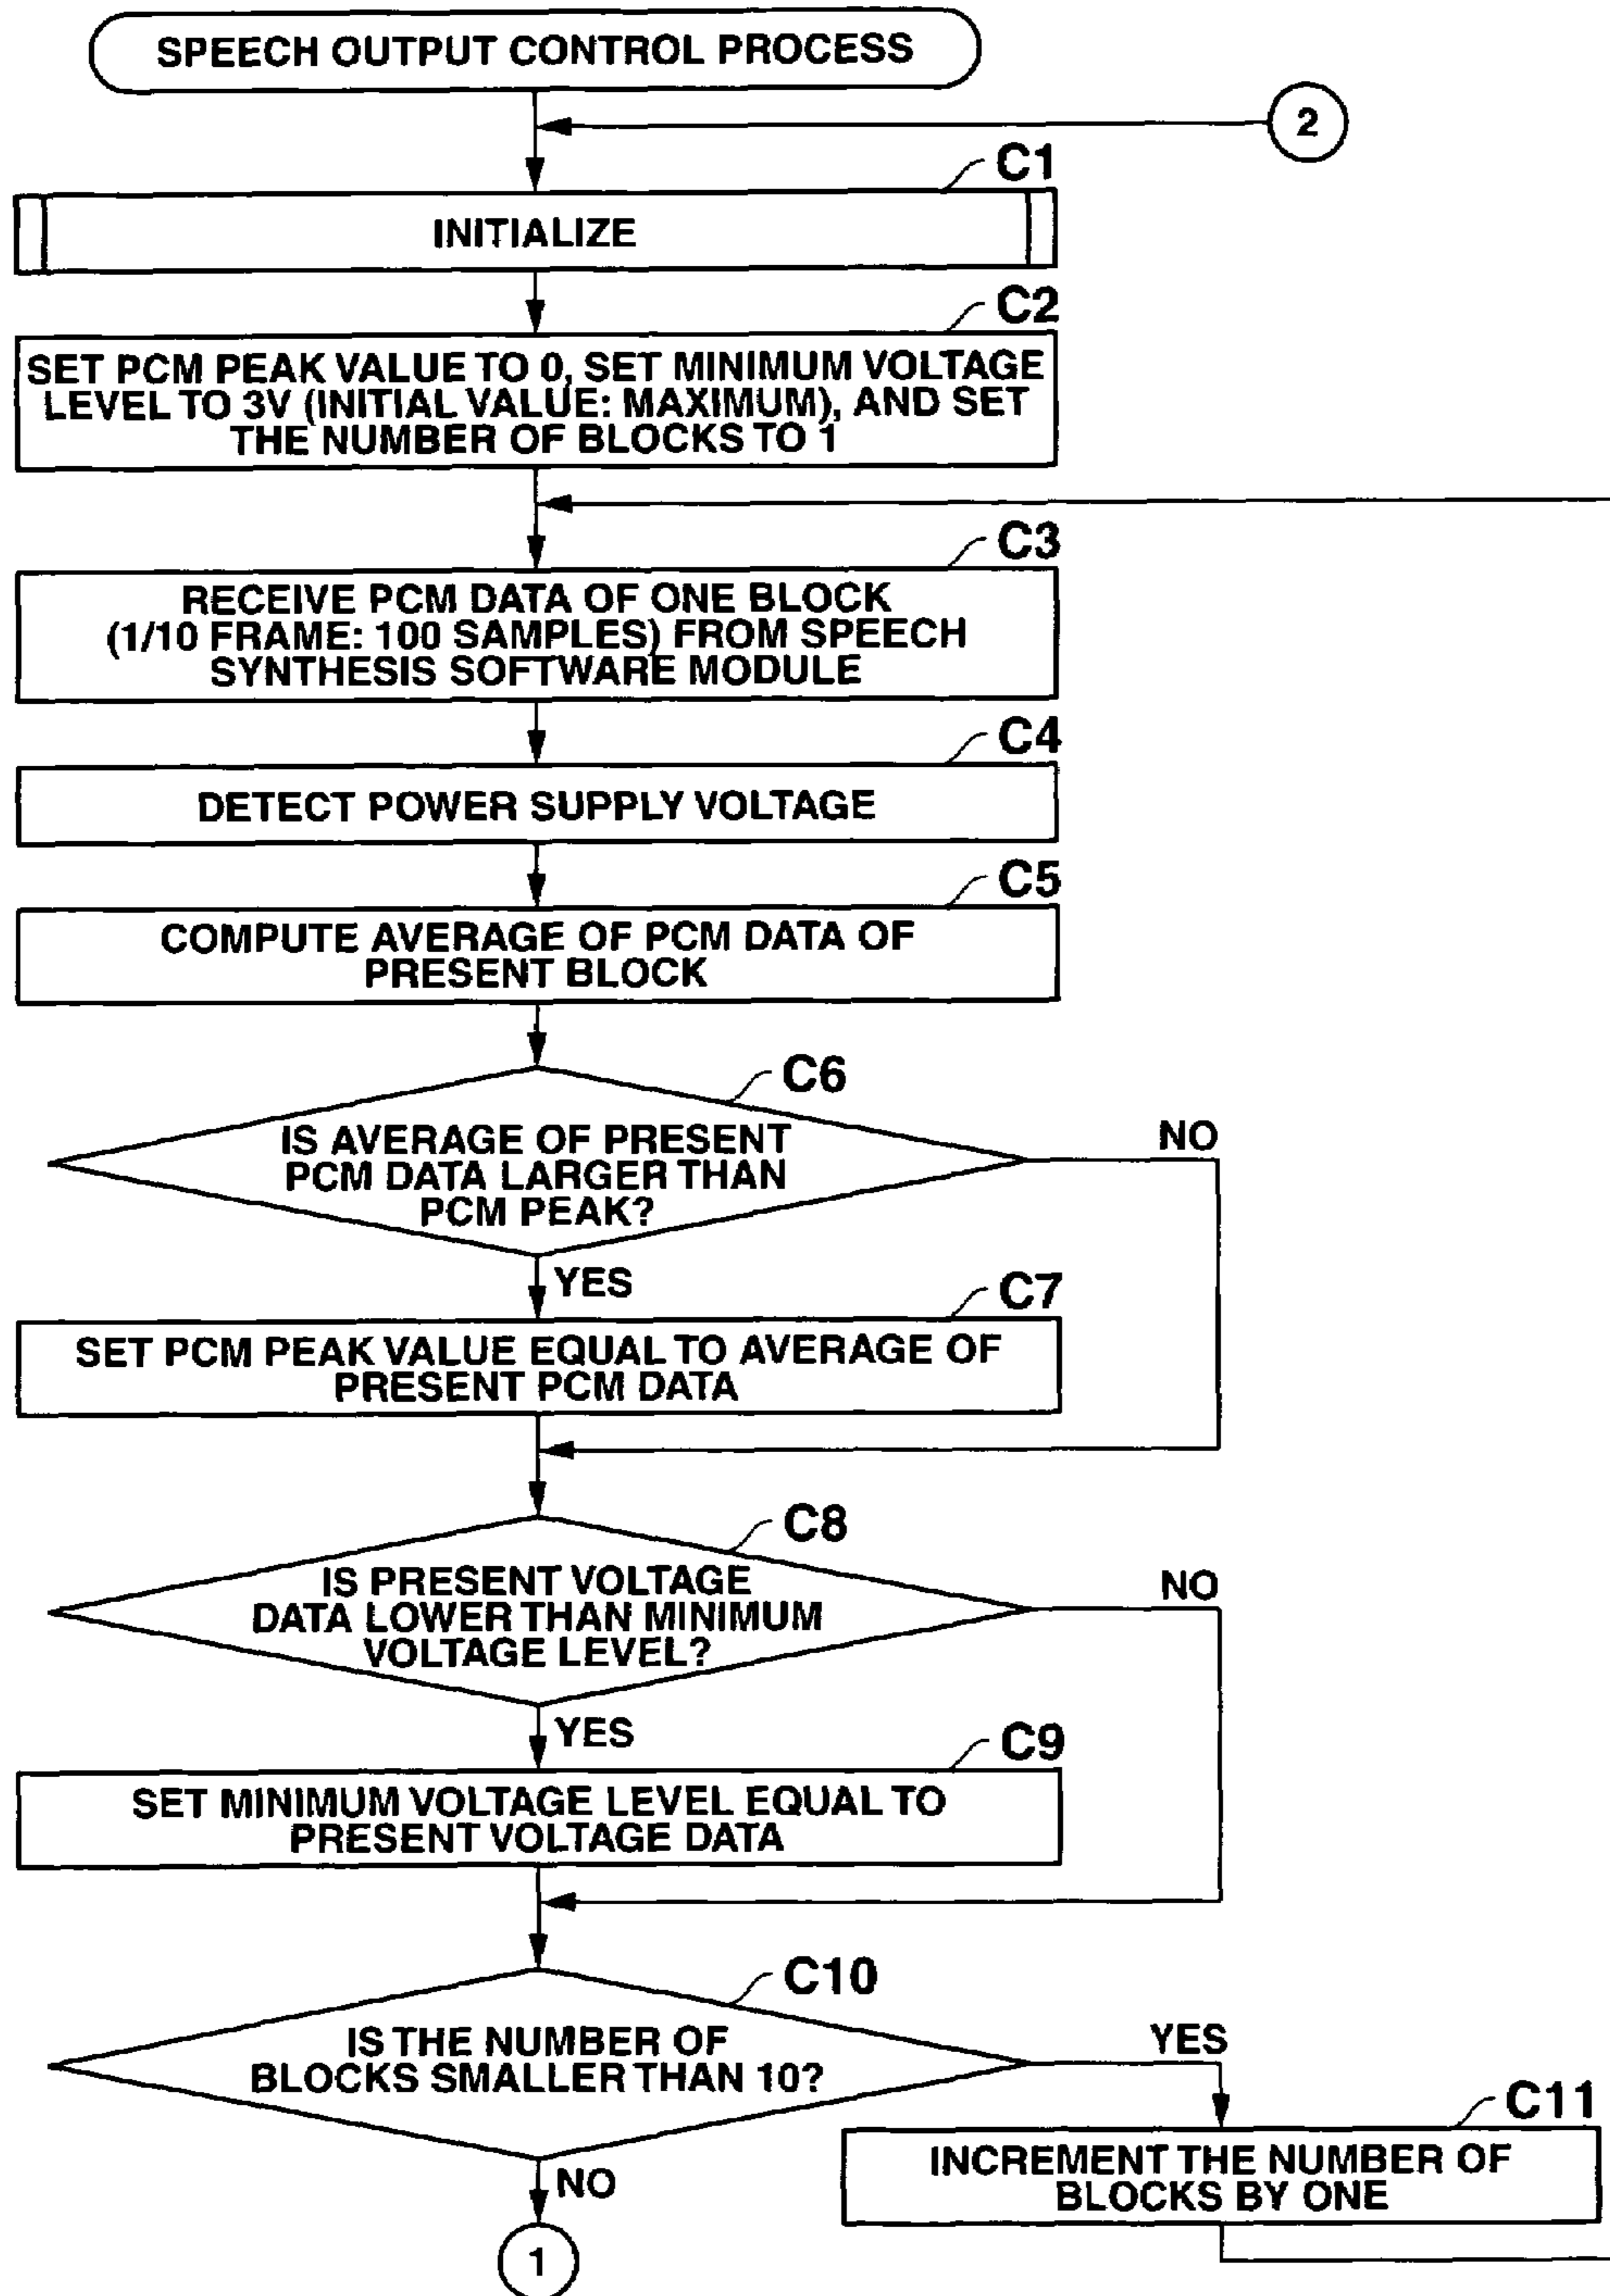 SPEECH OUTPUT CONTROL PROCESS
2
C1
INITIALIZE
C2
SET PCM PEAK VALUE TO 0, SET MINIMUM VOLTAGE
LEVEL TO 3V (INITIAL VALUE: MAXIMUM), AND SET
THE NUMBER OF BLOCKS TO 1
C3
RECEIVE PCM DATA OF ONE BLOCK
(1/10 FRAME: 100 SAMPLES) FROM SPEECH
SYNTHESIS SOFTWARE MODULE
C4
DETECT POWER SUPPLY VOLTAGE
C5
COMPUTE AVERAGE OF PCM DATA OF
PRESENT BLOCK
C6
IS AVERAGE OF PRESENT
PCM DATA LARGER THAN
PCM PEAK?
NO
YES
C7
SET PCM PEAK VALUE EQUAL TO AVERAGE OF
PRESENT PCM DATA
C8
IS PRESENT VOLTAGE
DATA LOWER THAN MINIMUM
VOLTAGE LEVEL?
NO
YES
C9
SET MINIMUM VOLTAGE LEVEL EQUAL TO
PRESENT VOLTAGE DATA
C10
IS THE NUMBER OF
BLOCKS SMALLER THAN 10?
YES
C11
INCREMENT THE NUMBER OF
BLOCKS BY ONE
NO
1